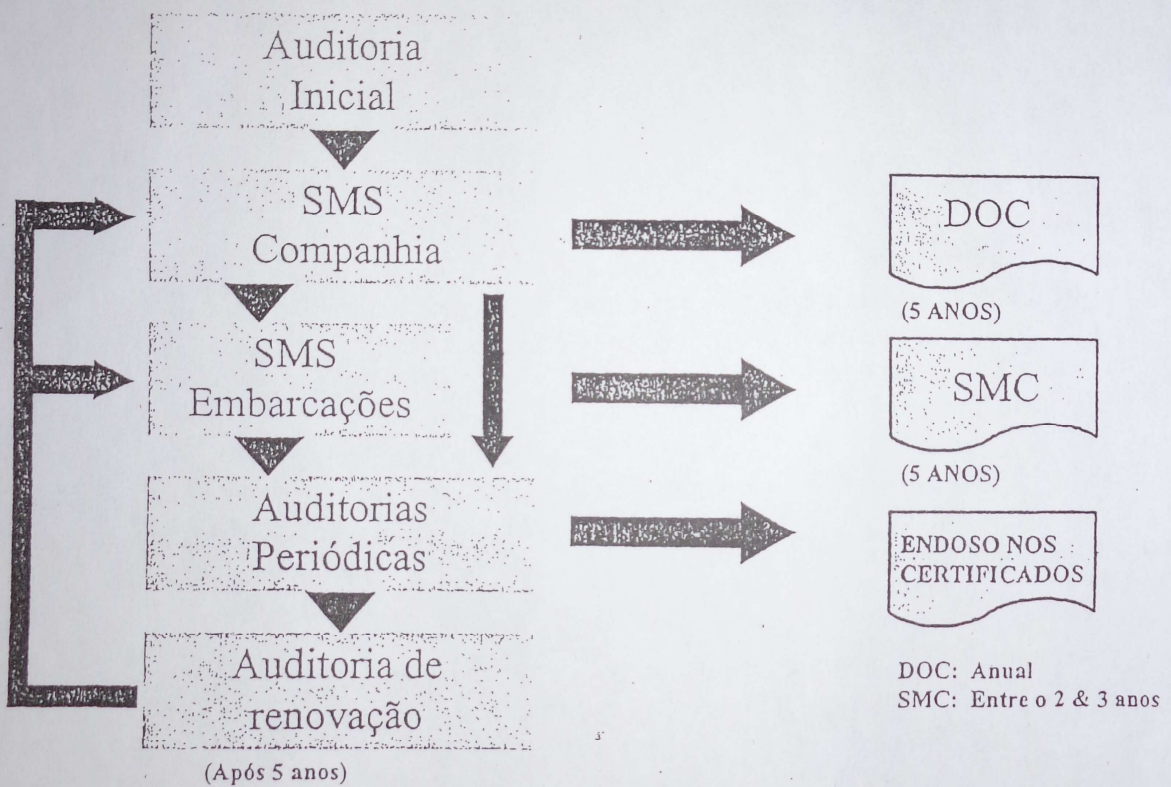 Auditoria
Inicial
SMS
Companhia
DOC
(5 ANOS)
SMS
Embarcações
SMC
(5 ANOS)
Auditorias
Periódicas
ENDOSO NOS
CERTIFICADOS
Auditoria de
renovação
(Após 5 anos)
DOC: Anual
SMC: Entre o 2 & 3 anos